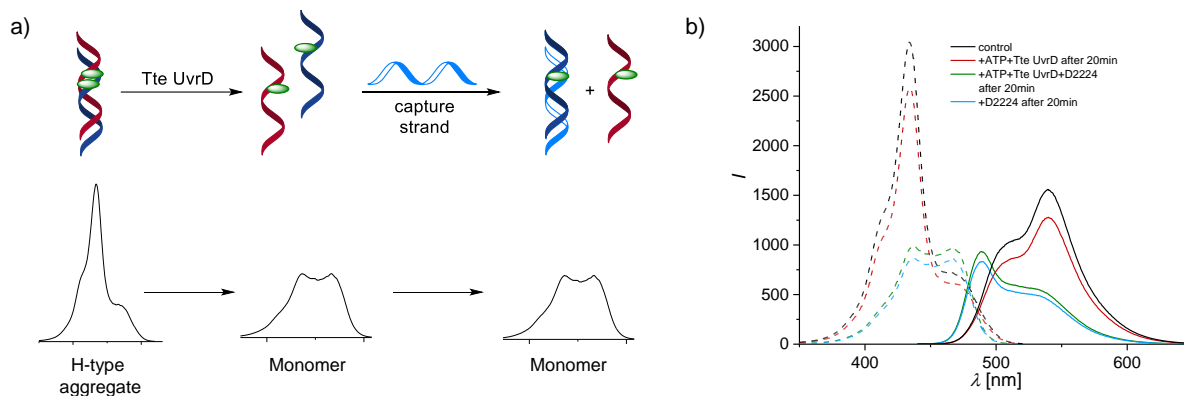 a)
Tte UvrD
capture
strand
+
H-type
aggregate
Monomer
Monomer
b)
control
+ATP+Tte UvrD after 20min
+ATP+Tte UvrD+D2224
after 20min
+D2224 after 20min
3000
2500
2000
1500
1000
500
0
I
400
500
600
λ [nm]